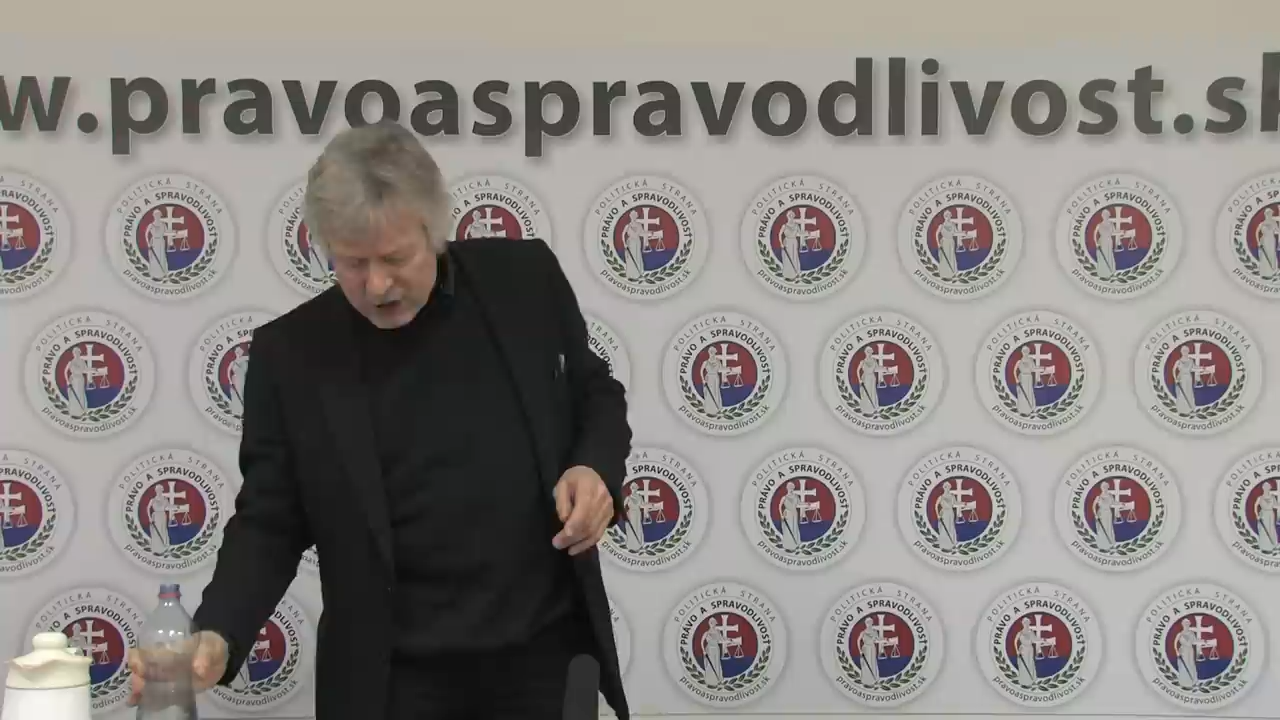 w.pravoaspravodlivost.sk
POLITICKÁ STRANA
PRÁVO A SPRAVODLIVOSŤ
pravoaspravodlivost.sk